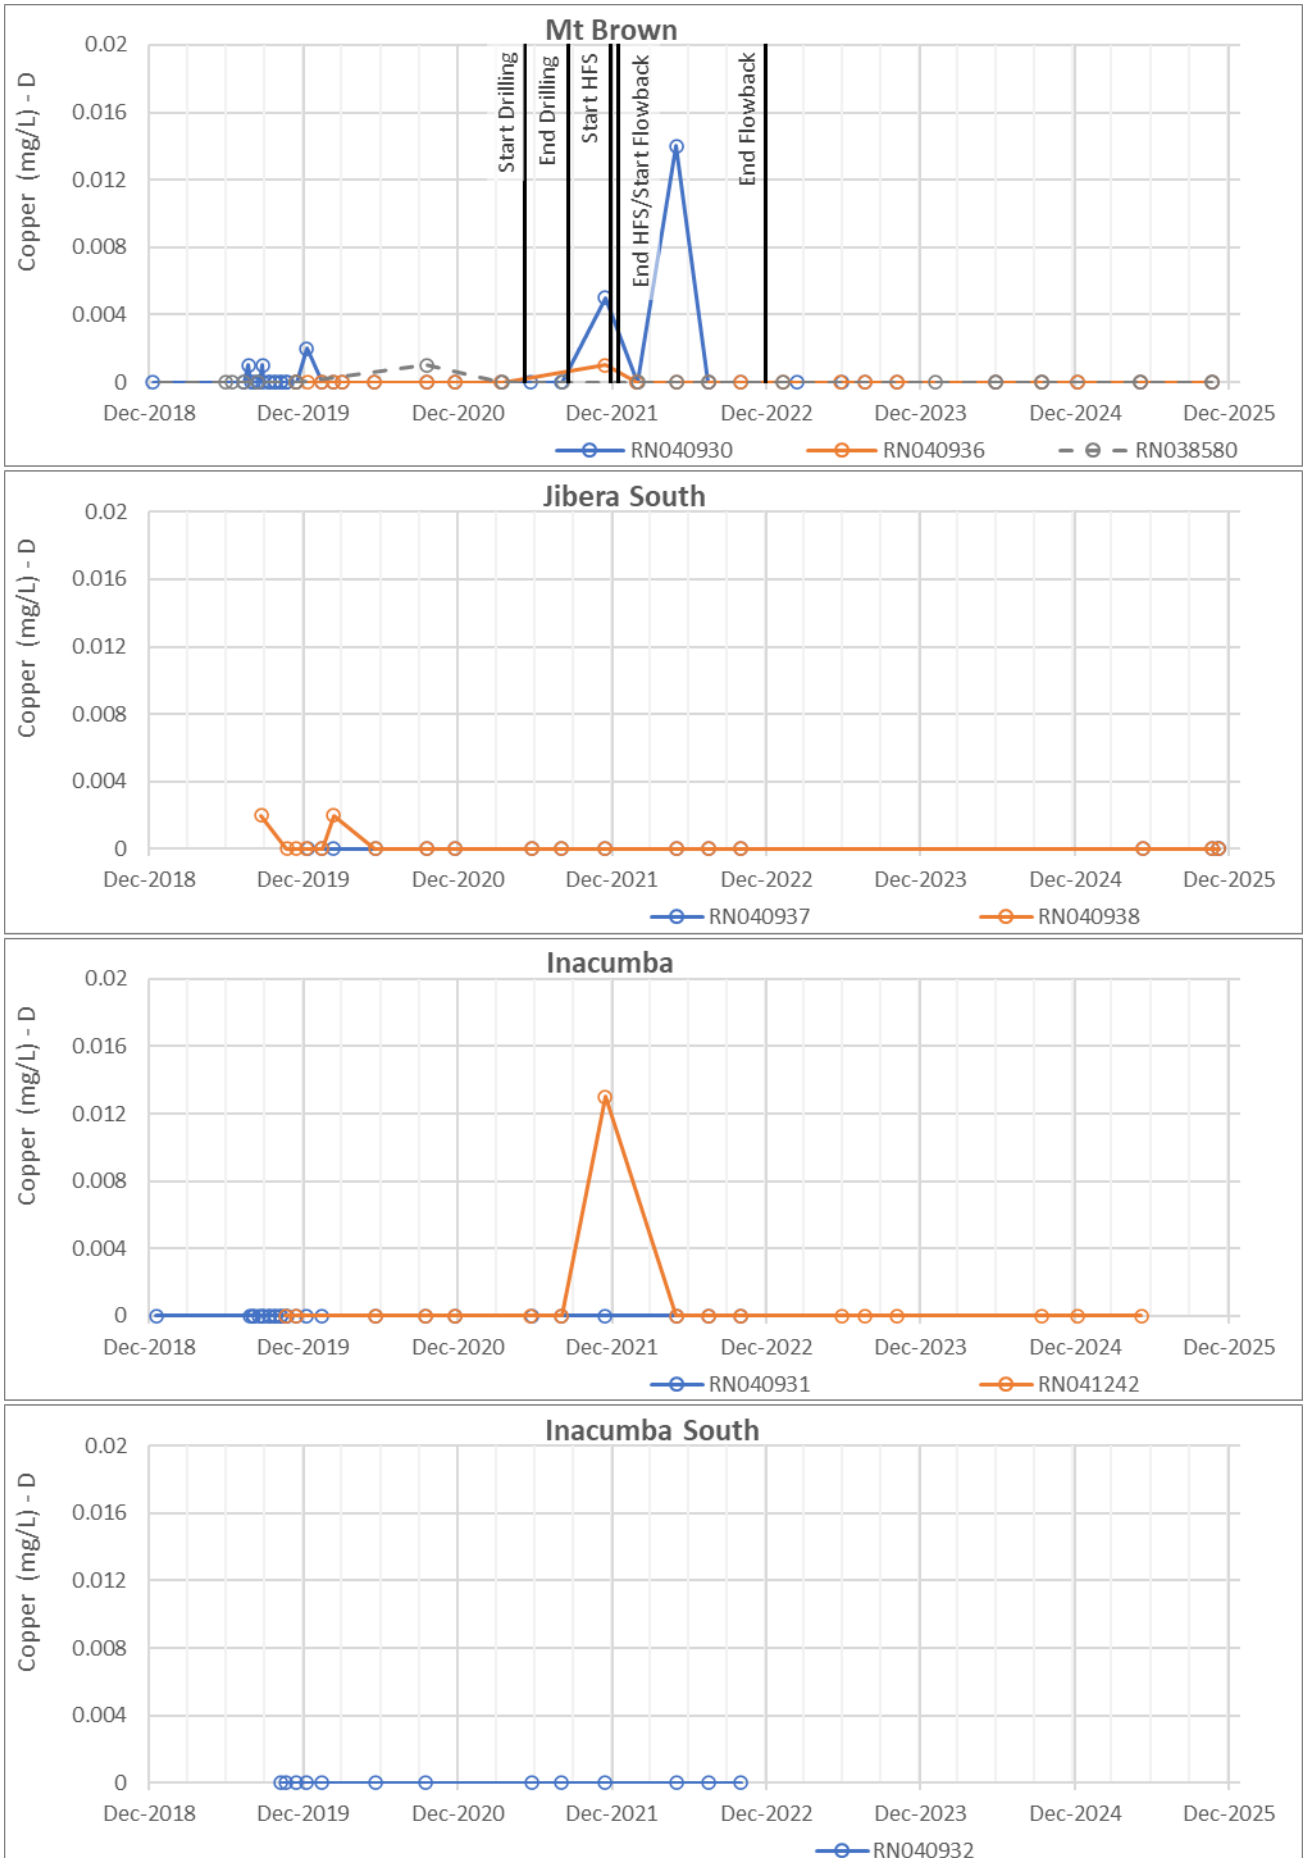 Mt Brown
Copper (mg/L) - D
0.02
0.016
0.012
0.008
0.004
0
Start Drilling
End Drilling
Start HFS
End HFS/Start Flowback
End Flowback
Dec-2018 Dec-2019 Dec-2020 Dec-2021 Dec-2022 Dec-2023 Dec-2024 Dec-2025
RN040930 RN040936 RN038580
Jibera South
Copper (mg/L) - D
0.02
0.016
0.012
0.008
0.004
0
Dec-2018 Dec-2019 Dec-2020 Dec-2021 Dec-2022 Dec-2023 Dec-2024 Dec-2025
RN040937 RN040938
Inacumba
Copper (mg/L) - D
0.02
0.016
0.012
0.008
0.004
0
Dec-2018 Dec-2019 Dec-2020 Dec-2021 Dec-2022 Dec-2023 Dec-2024 Dec-2025
RN040931 RN041242
Inacumba South
Copper (mg/L) - D
0.02
0.016
0.012
0.008
0.004
0
Dec-2018 Dec-2019 Dec-2020 Dec-2021 Dec-2022 Dec-2023 Dec-2024 Dec-2025
RN040932